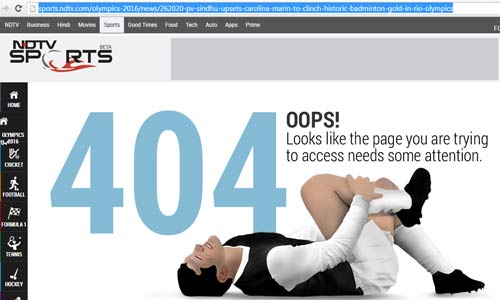 sports.ndtv.com/olympics-2016/news/262020-pv-sindhu-upsets-carolina-marin-to-clinch-historic-badminton-gold-in-rio-olympics
NDTV Business Hindi Movies Sports Good Times Food Tech Auto Apps Prime
FO
NDTV
BETA
SPORTS
HOME
OLYMPICS
2016
CRICKET
FOOTBALL
FORMULA 1
TENNIS
HOCKEY
404
OOPS!
Looks like the page you are trying
to access needs some attention.